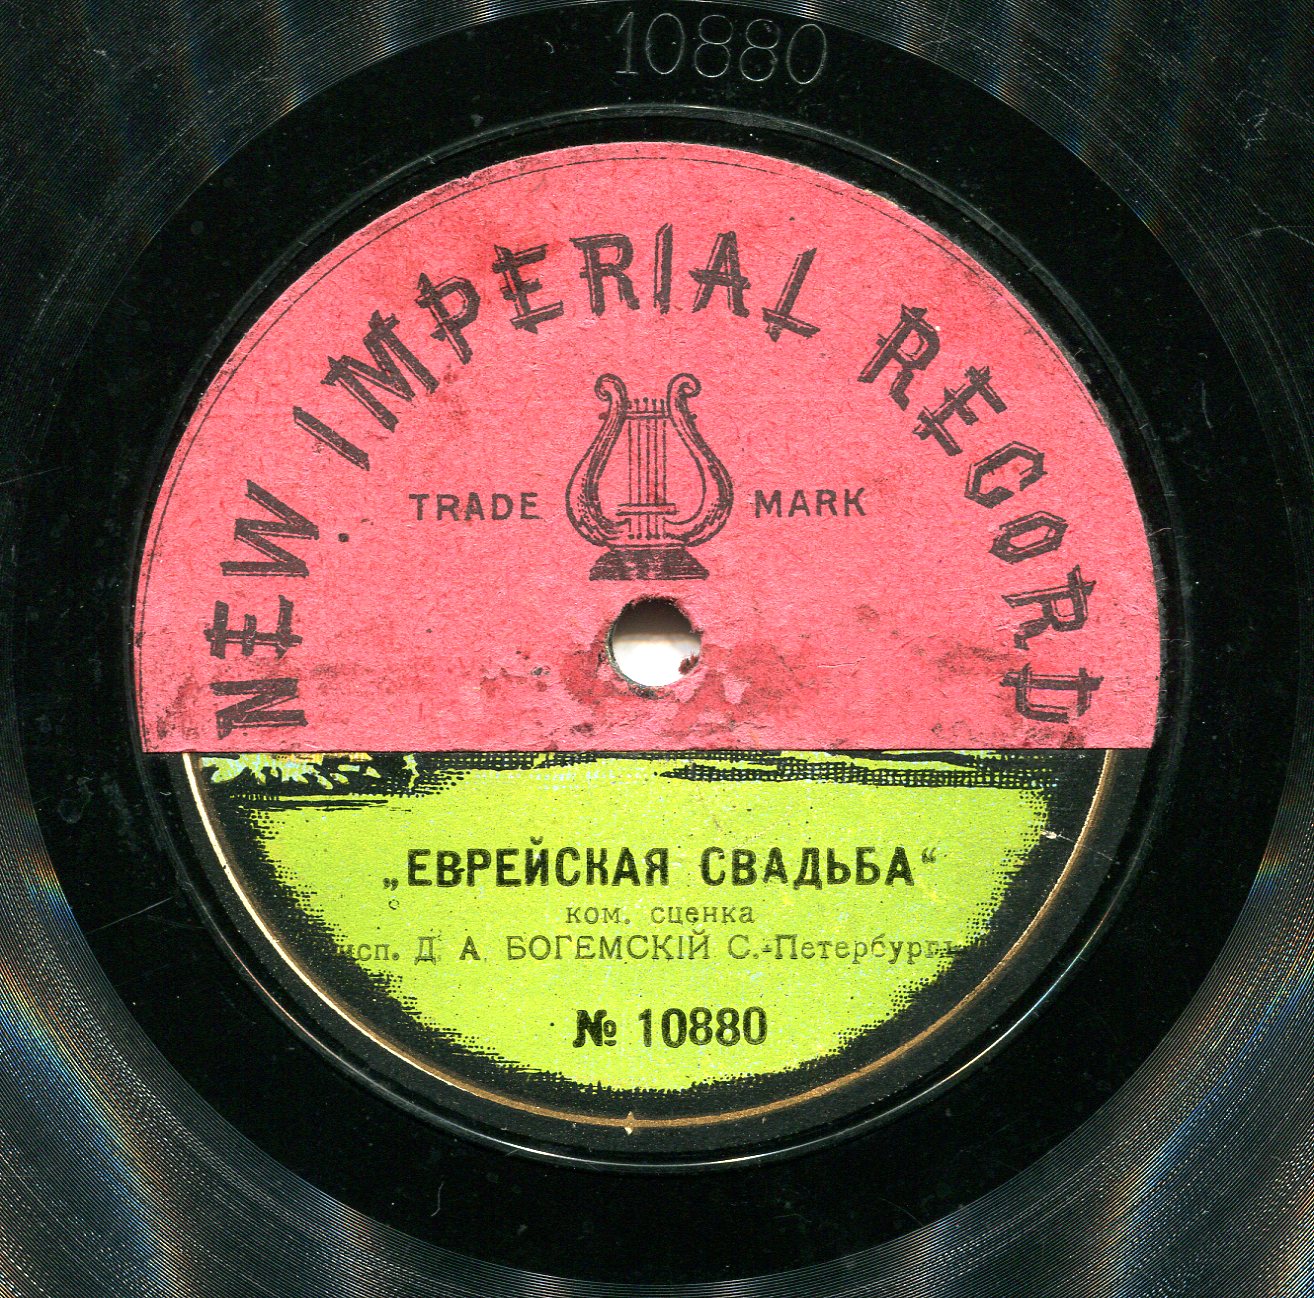 10880
NEW IMPERIAL RECORD
TRADE MARK
„ЕВРЕЙСКАЯ СВАДЬБА“
ком. сценка
исп. Д. А. БОГЕМСКІЙ С.-Петербургъ
№ 10880